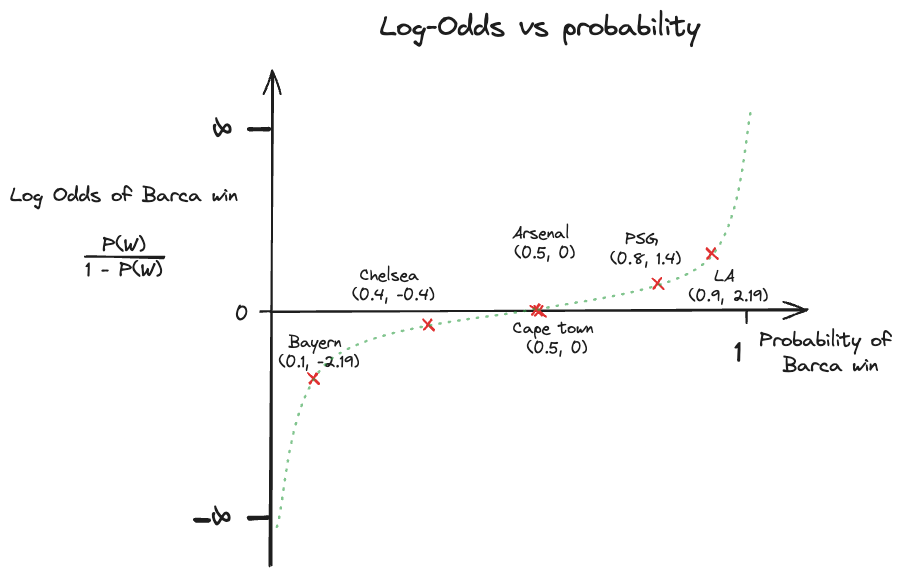 Log-Odds vs probability
∞
Log Odds of Barca win
P(W)
1 - P(W)
Arsenal
(0.5, 0)
PSG
(0.8, 1.4)
Chelsea
(0.4, -0.4)
LA
(0.9, 2.19)
0
Cape town
(0.5, 0)
Bayern
(0.1, -2.19)
1
Probability of
Barca win
-∞